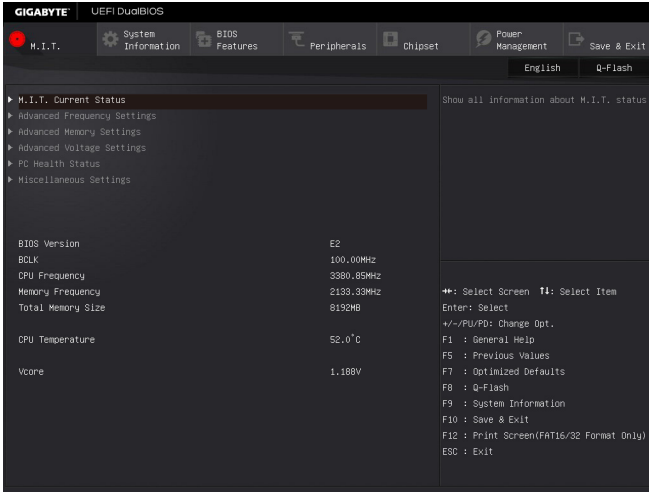 GIGABYTE™ UEFI DualBIOS
M.I.T.
System
Information
BIOS
Features
Peripherals
Chipset
Power
Management
Save & Exit
English
Q-Flash
M.I.T. Current Status
Advanced Frequency Settings
Advanced Memory Settings
Advanced Voltage Settings
PC Health Status
Miscellaneous Settings
Show all information about M.I.T. status
BIOS Version E2
BCLK 100.00MHz
CPU Frequency 3380.85MHz
Memory Frequency 2133.33MHz
Total Memory Size 8192MB
CPU Temperature 52.0°C
Vcore 1.188V
→←: Select Screen ↑↓: Select Item
Enter: Select
+/-/PU/PD: Change Opt.
F1 : General Help
F5 : Previous Values
F7 : Optimized Defaults
F8 : Q-Flash
F9 : System Information
F10 : Save & Exit
F12 : Print Screen(FAT16/32 Format Only)
ESC : Exit